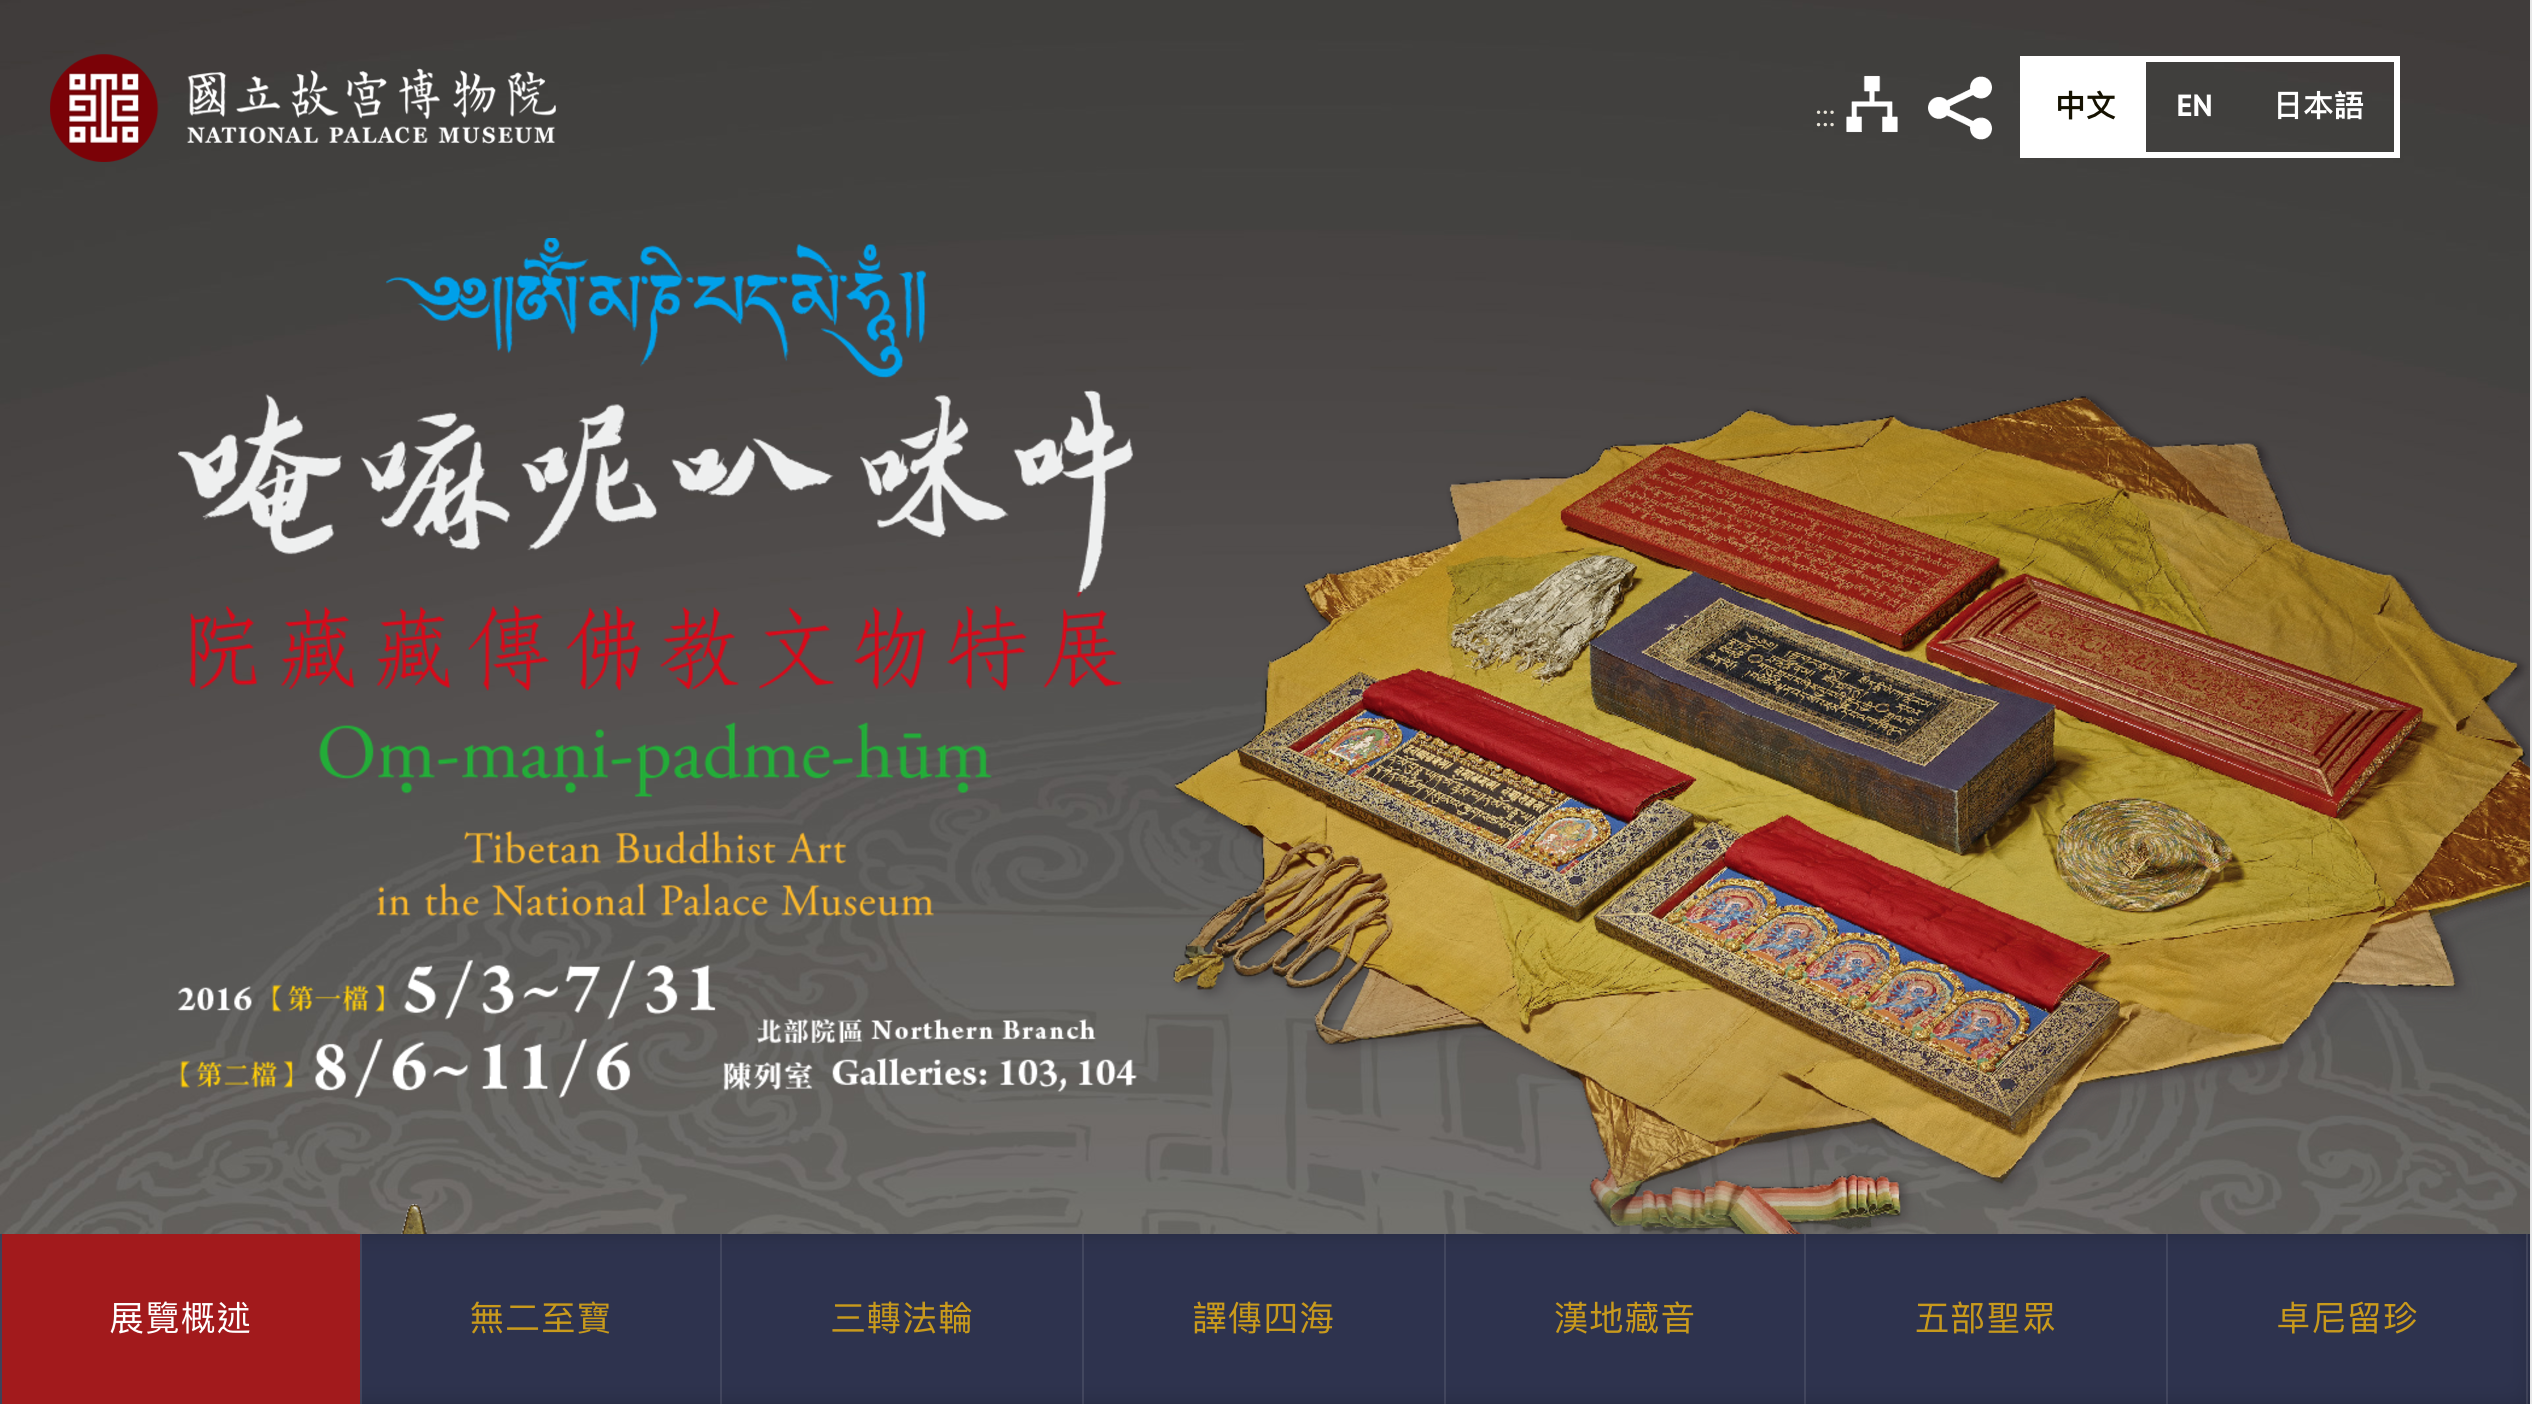 國立故宮博物院
NATIONAL PALACE MUSEUM
中文 EN 日本語
༄༅།།ཨོཾ་མ་ཎི་པད་མེ་ཧཱུྃ།།
唵嘛呢叭咪吽
院藏藏傳佛教文物特展
Oṃ-maṇi-padme-hūṃ
Tibetan Buddhist Art
in the National Palace Museum
2016【第一檔】5/3~7/31
【第二檔】8/6~11/6
北部院區 Northern Branch
陳列室 Galleries: 103, 104
展覽概述 無二至寶 三轉法輪 譯傳四海 漢地藏音 五部聖眾 卓尼留珍